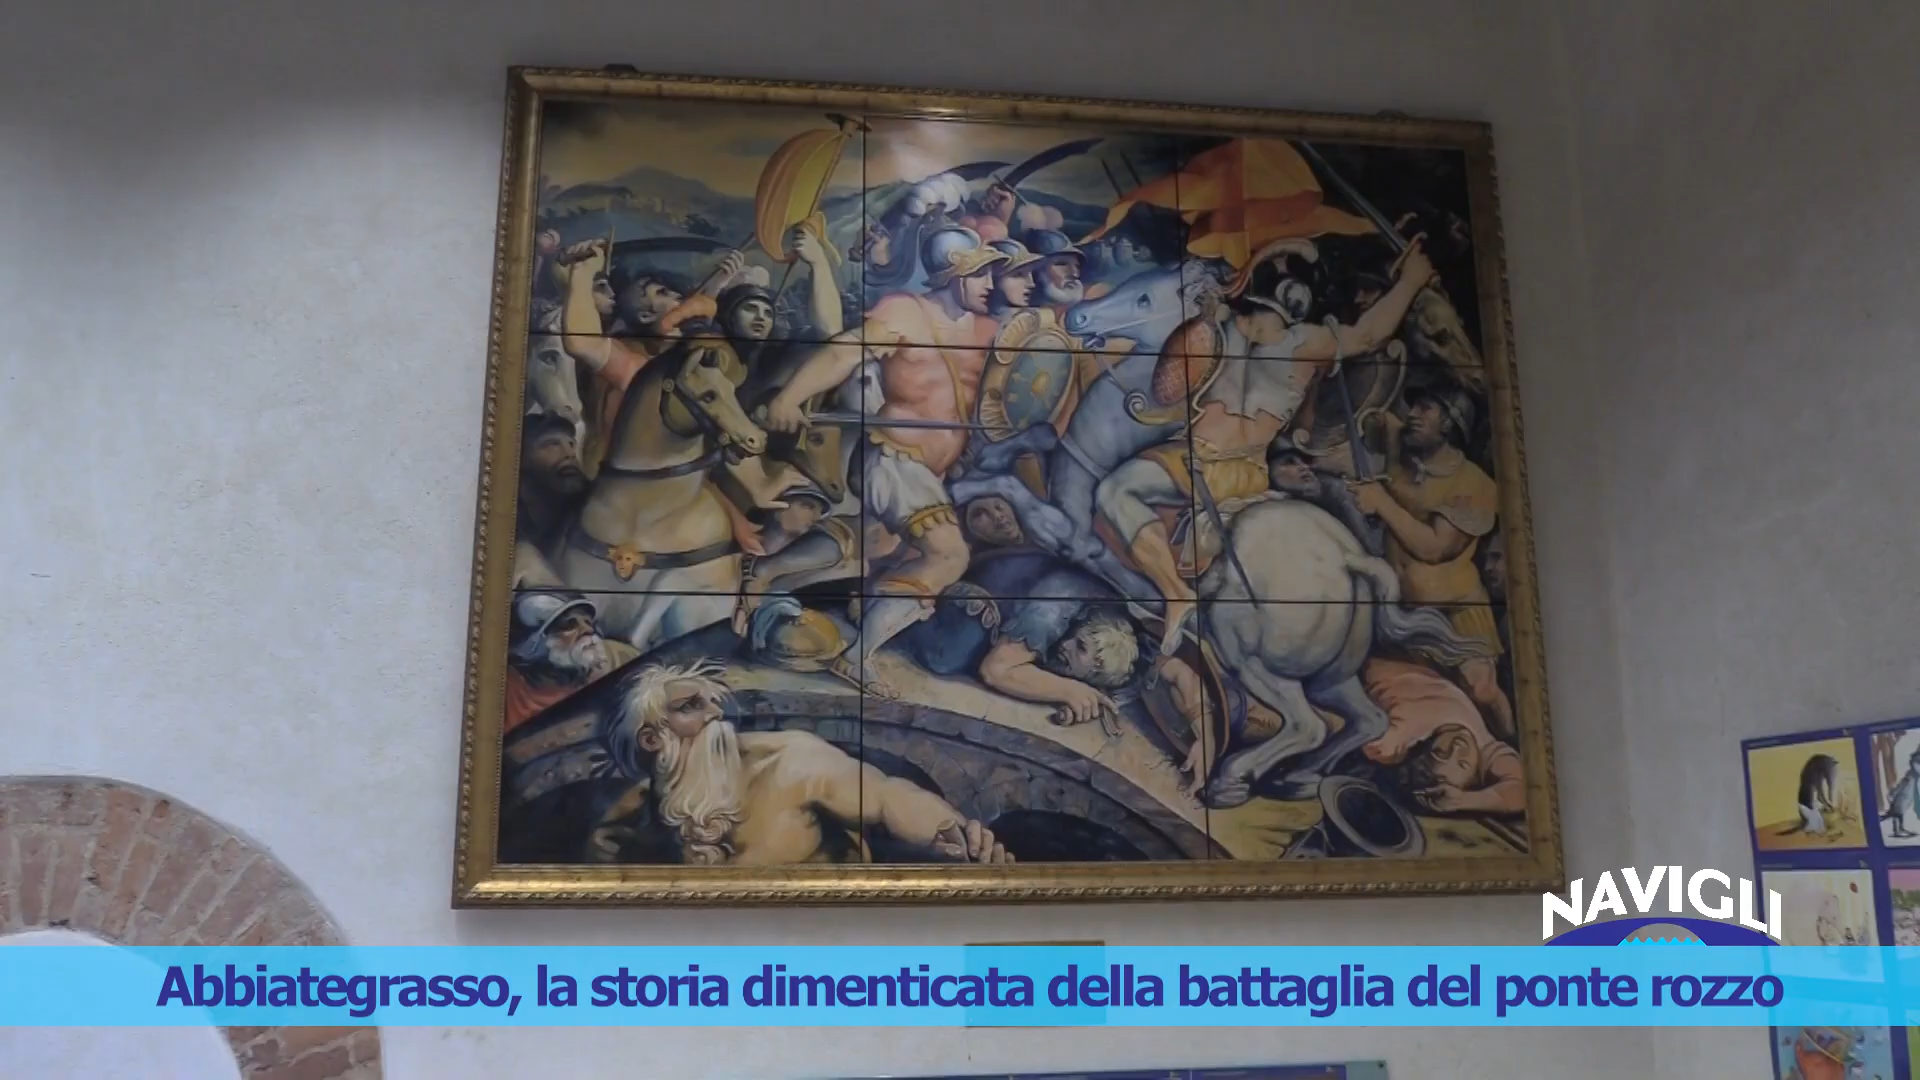 NAVIGLI
Abbiategrasso, la storia dimenticata della battaglia del ponte rozzo